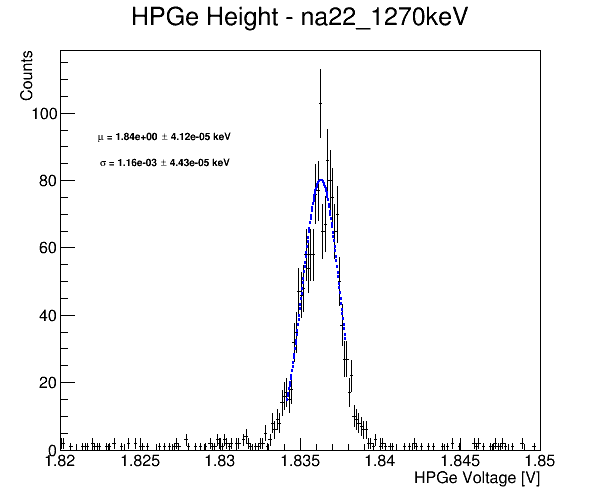 HPGe Height - na22_1270keV
Counts
μ = 1.84e+00 ± 4.12e-05 keV
σ = 1.16e-03 ± 4.43e-05 keV
100
80
60
40
20
0
1.82 1.825 1.83 1.835 1.84 1.845 1.85
HPGe Voltage [V]